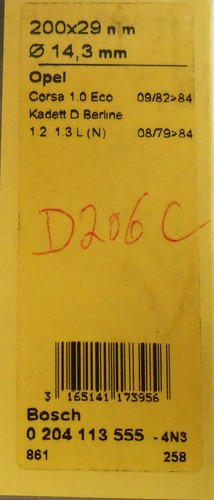 200x29 mm
Ø 14,3 mm
Opel
Corsa 1.0 Eco 09/82>84
Kadett D Berline
1.2 1.3 L (N) 08/79>84
D206C
3 165141 173956
Bosch
0 204 113 555 - 4N3
861 258